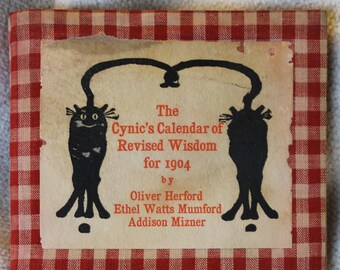 The
Cynic's Calendar of
Revised Wisdom
for 1904
by
Oliver Herford
Ethel Watts Mumford
Addison Mizner